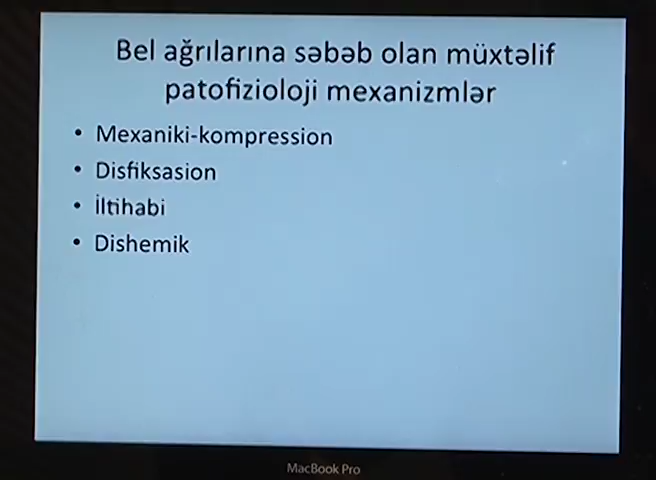 Bel ağrılarına səbəb olan müxtəlif
patofizioloji mexanizmlər
• Mexaniki-kompression
• Disfiksasion
• İltihabi
• Dishemik
MacBook Pro